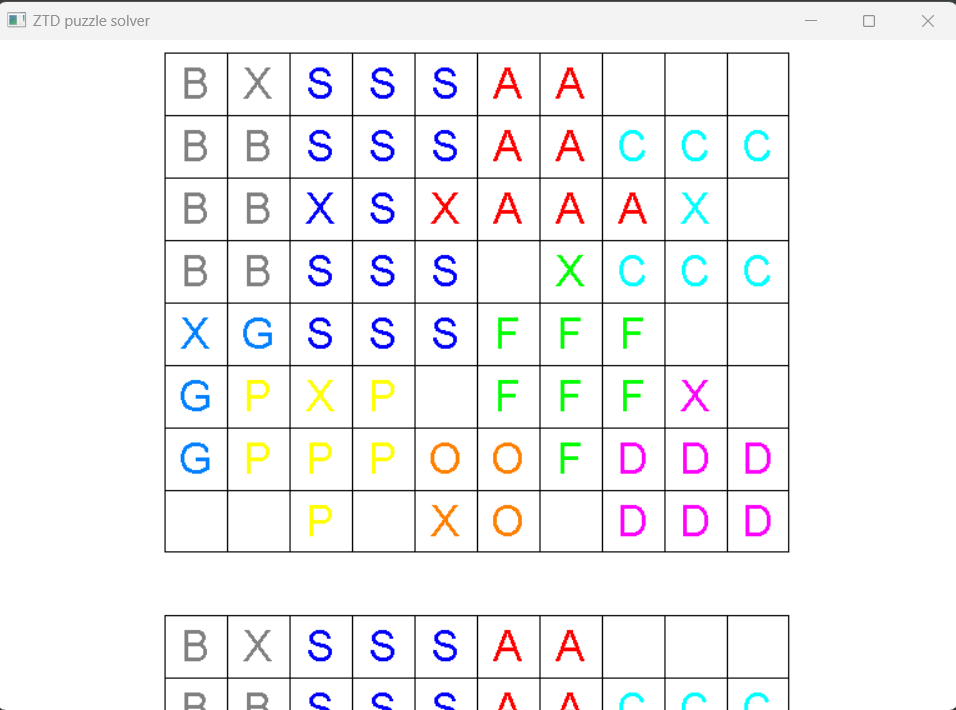 ZTD puzzle solver
B X S S S A A
B B S S S A A C C C
B B X S X A A A X
B B S S S X C C C
X G S S S F F F
G P X P F F F X
G P P P O O F D D D
P X O D D D
B X S S S A A
B B S S S A A C C C